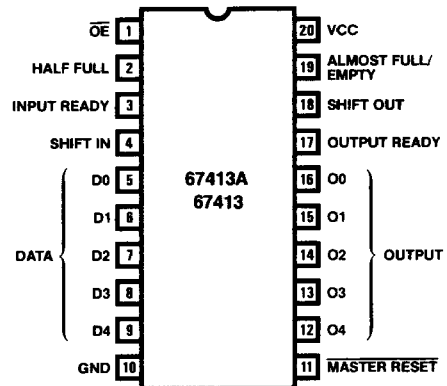 OE 1
HALF FULL 2
INPUT READY 3
SHIFT IN 4
D0 5
D1 6
D2 7
D3 8
D4 9
GND 10
DATA
67413A
67413
20 VCC
19 ALMOST FULL/
EMPTY
18 SHIFT OUT
17 OUTPUT READY
16 O0
15 O1
14 O2
13 O3
12 O4
11 MASTER RESET
OUTPUT